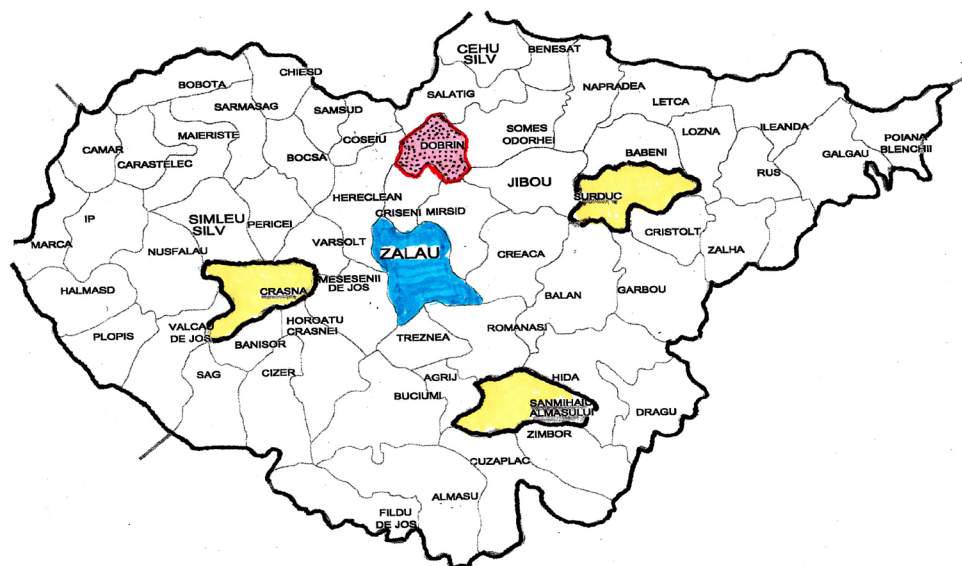 CEHU
SILV
BENESAT
CHIESD
BOBOTA
NAPRADEA
SALATIG
LETCA
SARMASAG
SAMSUD
SOMES
ODORHEI
LOZNA
ILEANDA
MAIERISTE
COSEIU
DOBRIN
POIANA
BLENCHII
CAMAR
CARASTELEC
BOCSA
BABENI
GALGAU
RUS
JIBOU
SURDUC
HERECLEAN
CRISENI
MIRSID
IP
SIMLEU
SILV
PERICEI
CRISTOLT
MARCA
NUSFALAU
VARSOLT
ZALAU
CREACA
ZALHA
MESESENII
DE JOS
HALMASD
CRASNA
BALAN
GARBOU
PLOPIS
VALCAU
DE JOS
HOROATU
CRASNEI
BANISOR
TREZNEA
ROMANASI
SAG
CIZER
AGRIJ
HIDA
BUCIUMI
SANMIHAIU
ALMASULUI
DRAGU
ZIMBOR
CUZAPLAC
ALMASU
FILDU
DE JOS